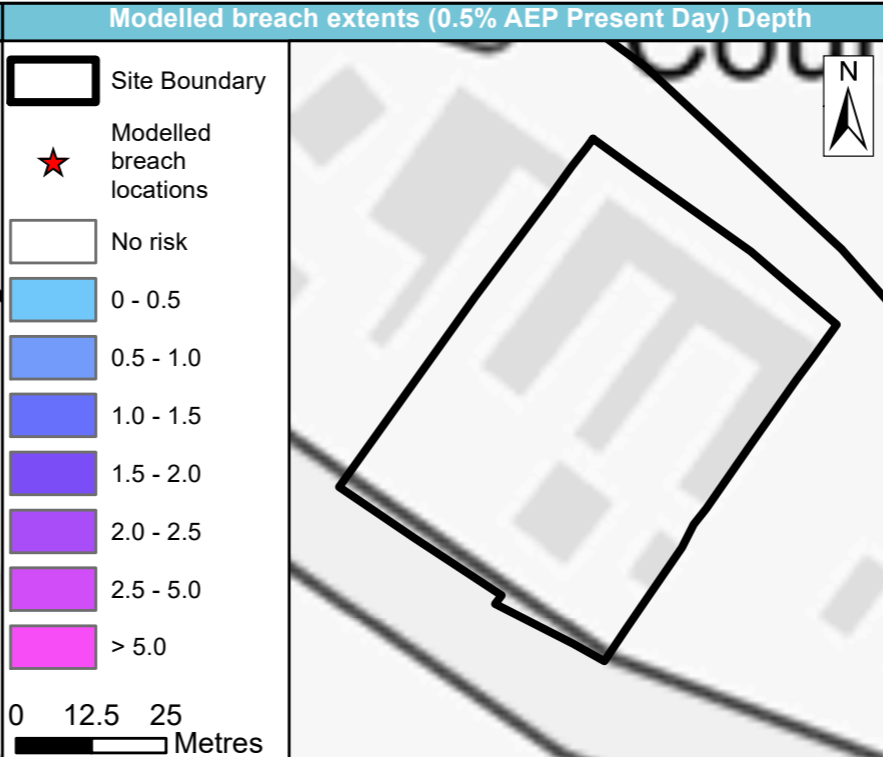 Modelled breach extents (0.5% AEP Present Day) Depth
Site Boundary
Modelled
breach
locations
No risk
0 - 0.5
0.5 - 1.0
1.0 - 1.5
1.5 - 2.0
2.0 - 2.5
2.5 - 5.0
> 5.0
0 12.5 25
Metres
N